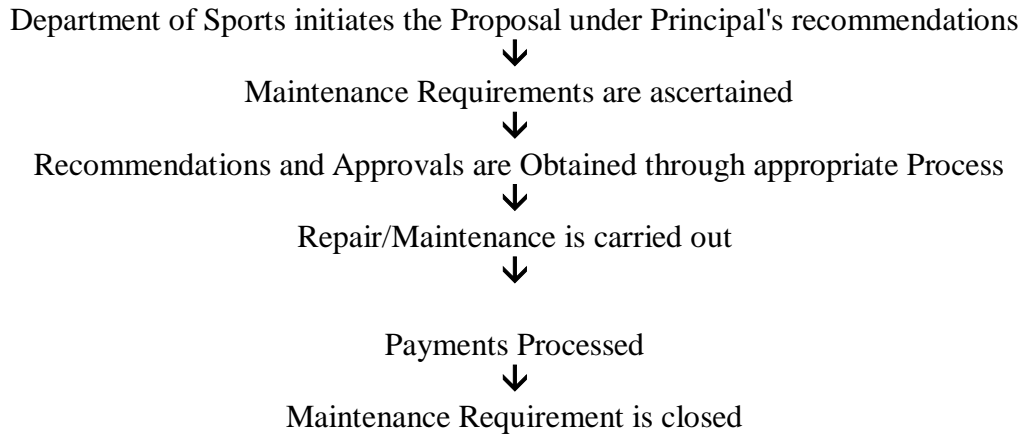 Department of Sports initiates the Proposal under Principal's recommendations
↓
Maintenance Requirements are ascertained
↓
Recommendations and Approvals are Obtained through appropriate Process
↓
Repair/Maintenance is carried out
↓
Payments Processed
↓
Maintenance Requirement is closed